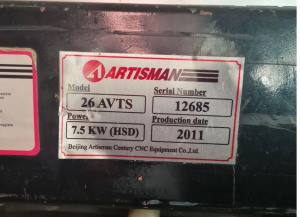 ARTISMAN
Model Serial Number
26 AVTS 12685
Power Production date
7.5 KW (HSD) 2011
Beijing Artisman Century CNC Equipment Co.,Ltd.